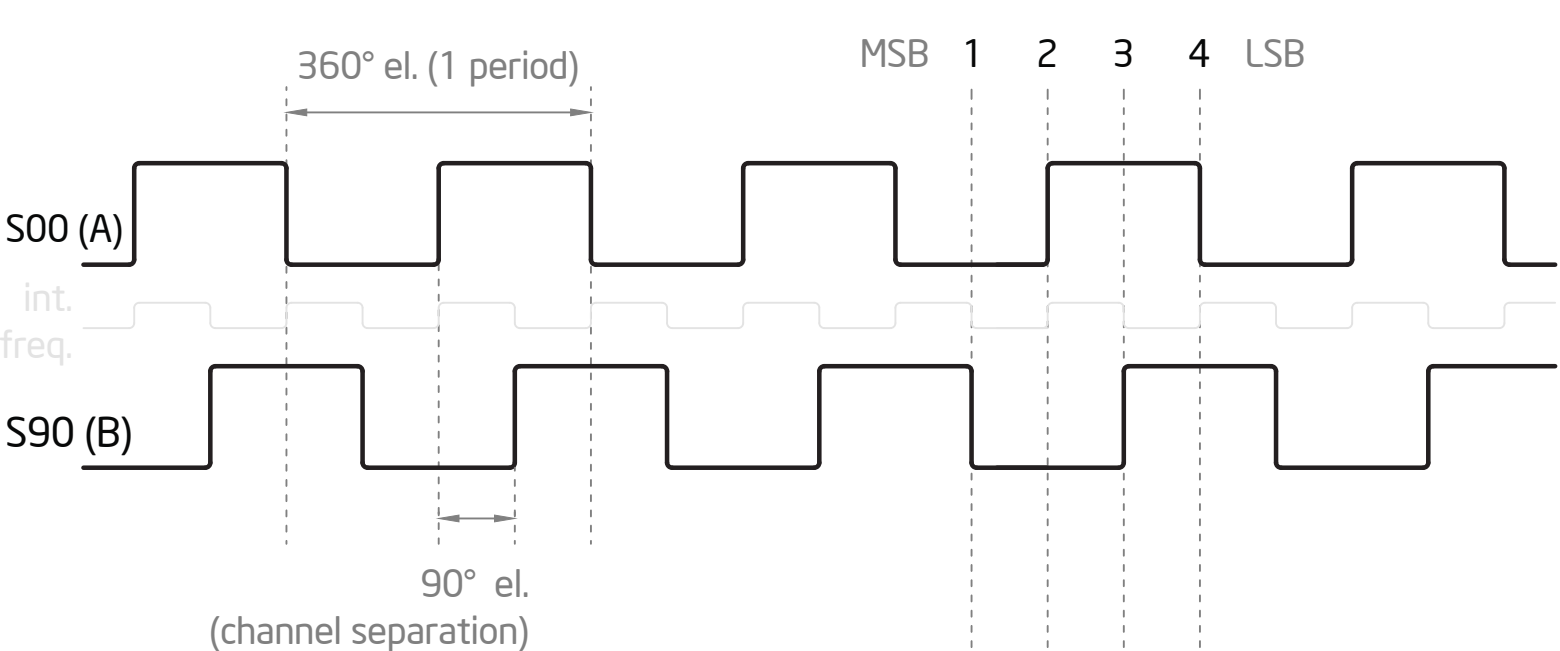 MSB 1 2 3 4 LSB
360° el. (1 period)
S00 (A)
int.
freq.
S90 (B)
90° el.
(channel separation)